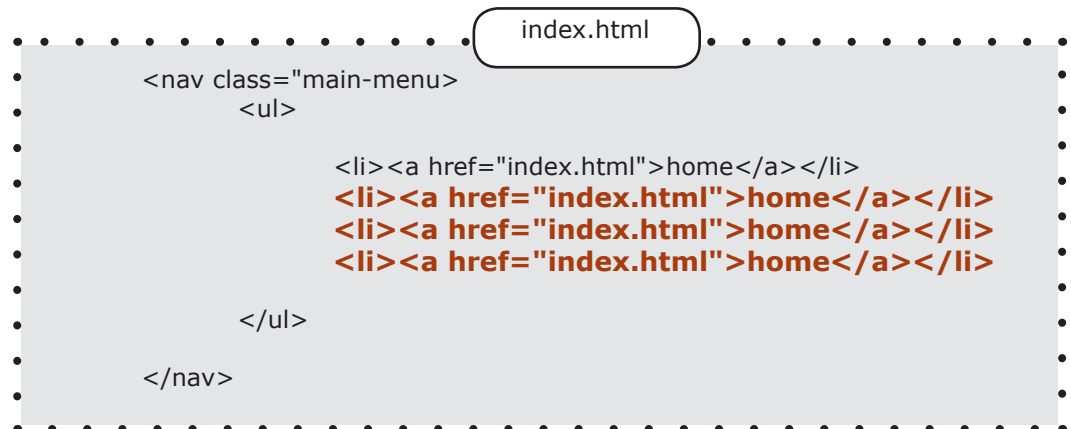 index.html
<nav class="main-menu>
<ul>
<li><a href="index.html">home</a></li>
<li><a href="index.html">home</a></li>
<li><a href="index.html">home</a></li>
<li><a href="index.html">home</a></li>
</ul>
</nav>